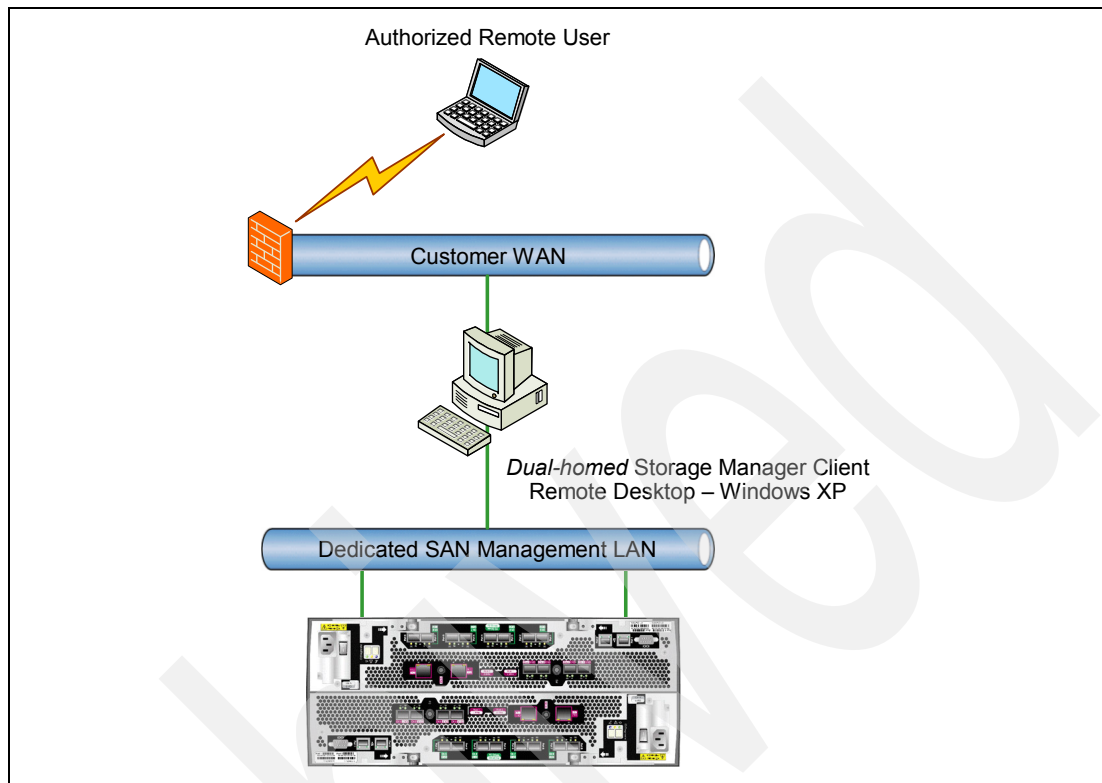 Authorized Remote User
Customer WAN
Dual-homed Storage Manager Client
Remote Desktop – Windows XP
Dedicated SAN Management LAN